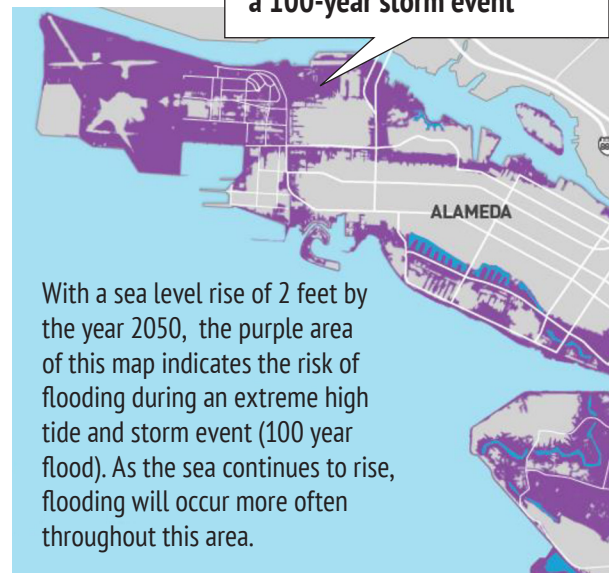 a 100-year storm event
ALAMEDA
With a sea level rise of 2 feet by
the year 2050,  the purple area
of this map indicates the risk of
flooding during an extreme high
tide and storm event (100 year
flood). As the sea continues to rise,
flooding will occur more often
throughout this area.